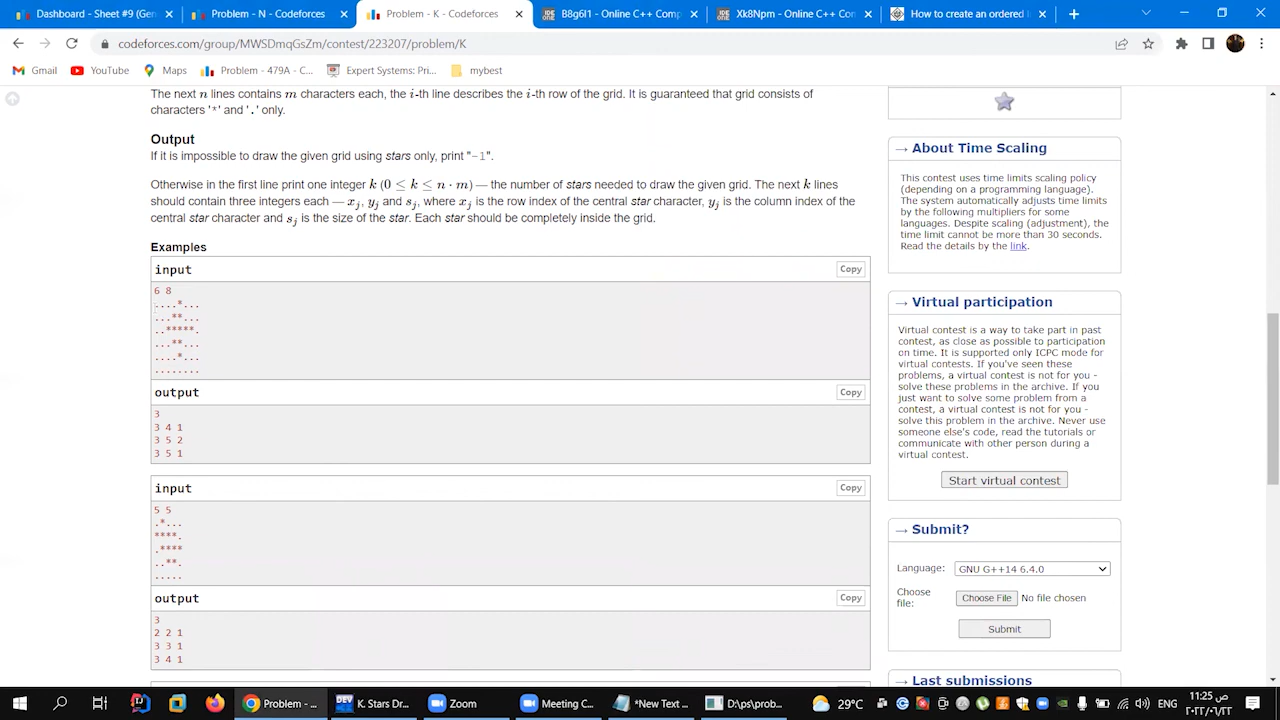 Dashboard - Sheet #9 (Gen
Problem - N - Codeforces
Problem - K - Codeforces
B8g6I1 - Online C++ Comp
Xk8Npm - Online C++ Con
How to create an ordered l
codeforces.com/group/MWSDmqGsZm/contest/223207/problem/K
Gmail
YouTube
Maps
Problem - 479A - C...
Expert Systems: Pri...
mybest
The next n lines contains m characters each, the i-th line describes the i-th row of the grid. It is guaranteed that grid consists of
characters '*' and '.' only.
Output
If it is impossible to draw the given grid using stars only, print "-1".
Otherwise in the first line print one integer k (0 ≤ k ≤ n · m) — the number of stars needed to draw the given grid. The next k lines
should contain three integers each — xj, yj and sj, where xj is the row index of the central star character, yj is the column index of the
central star character and sj is the size of the star. Each star should be completely inside the grid.
Examples
input
Copy
6 8
....*...
...**...
..*****.
...**...
....*...
........
output
Copy
3
3 4 1
3 5 2
3 5 1
input
Copy
5 5
.*...
****.
.****
..**.
.....
output
Copy
3
2 2 1
3 3 1
3 4 1
→ About Time Scaling
This contest uses time limits scaling policy
(depending on a programming language).
The system automatically adjusts time limits
by the following multipliers for some
languages. Despite scaling (adjustment), the
time limit cannot be more than 30 seconds.
Read the details by the link.
→ Virtual participation
Virtual contest is a way to take part in past
contest, as close as possible to participation
on time. It is supported only ICPC mode for
virtual contests. If you've seen these
problems, a virtual contest is not for you -
solve these problems in the archive. If you
just want to solve some problem from a
contest, a virtual contest is not for you -
solve this problem in the archive. Never use
someone else's code, read the tutorials or
communicate with other person during a
virtual contest.
Start virtual contest
→ Submit?
Language:
GNU G++14 6.4.0
Choose
file:
Choose File
No file chosen
Submit
→ Last submissions
Problem - ...
K. Stars Dr...
Zoom
Meeting C...
*New Text ...
D:\ps\prob...
29°C
11:25 ص
٢٠٢٢/٠٦/٢٢